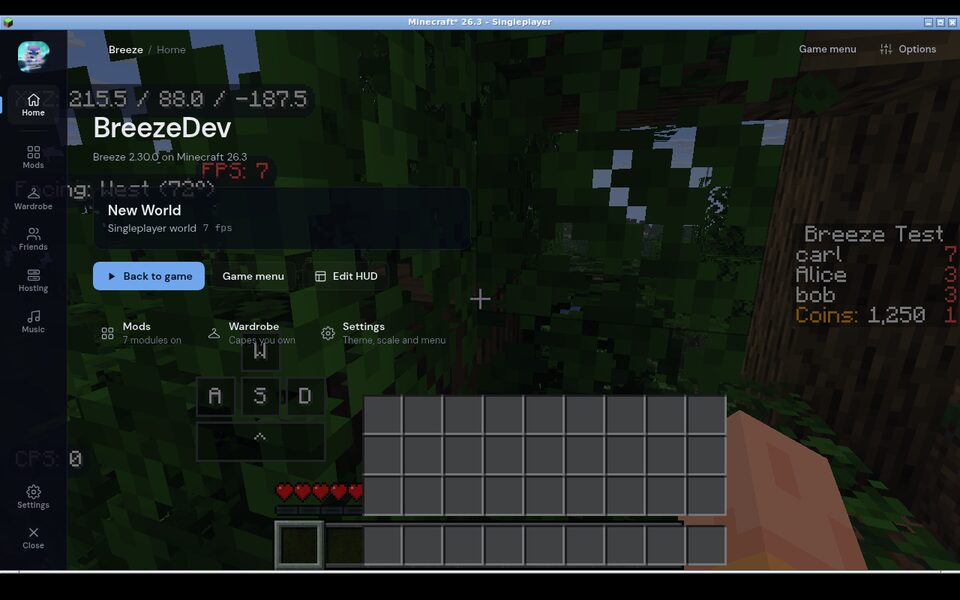 Minecraft* 26.3 - Singleplayer
Breeze / Home
Game menu
Options
215.5 / 88.0 / -187.5
Home
BreezeDev
Breeze 2.30.0 on Minecraft 26.3
FPS: 7
Mods
Facing: West (72°)
Wardrobe
New World
Singleplayer world 7 fps
Friends
Breeze Test
carl 7
Alice 3
bob 3
Coins: 1,250 1
Back to game
Game menu
Edit HUD
Hosting
Music
Mods
7 modules on
Wardrobe
Capes you own
Settings
Theme, scale and menu
W
A S D
^
CPS: 0
Settings
Close